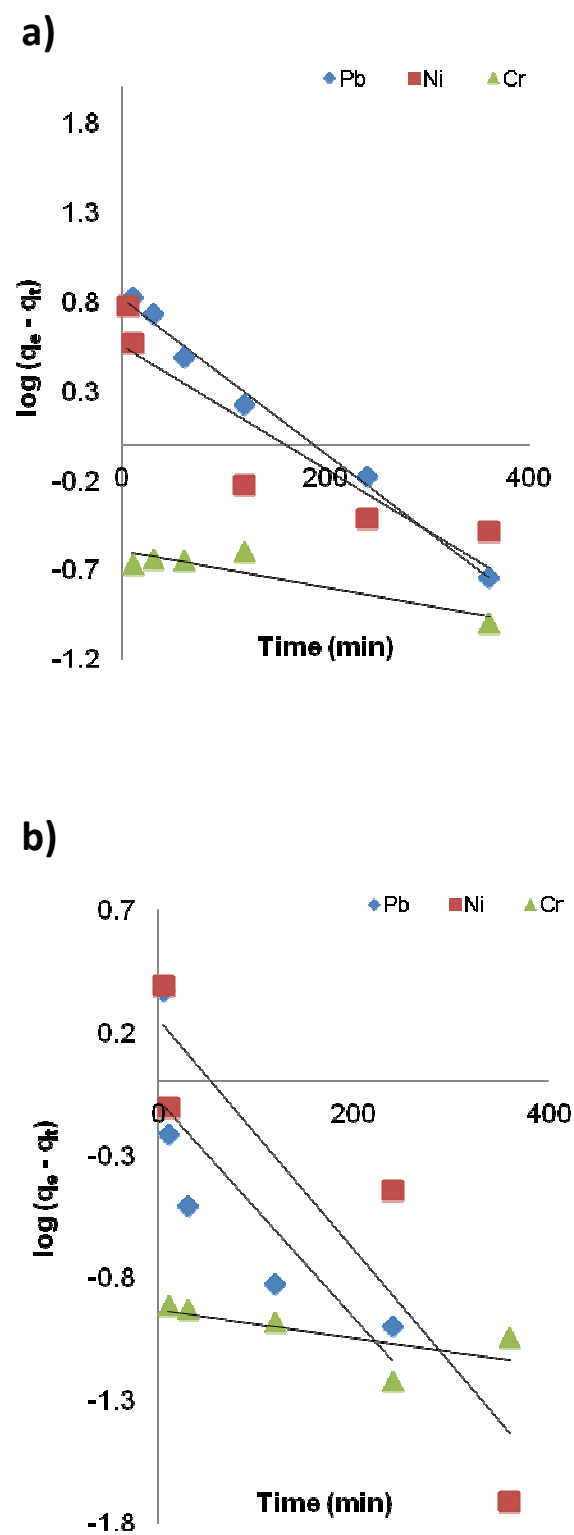 a)
Pb Ni Cr
1.8
1.3
0.8
0.3
-0.2
-0.7
-1.2
0 200 400
log (qe - qt)
Time (min)
b)
Pb Ni Cr
0.7
0.2
-0.3
-0.8
-1.3
-1.8
0 200 400
log (qe - qt)
Time (min)